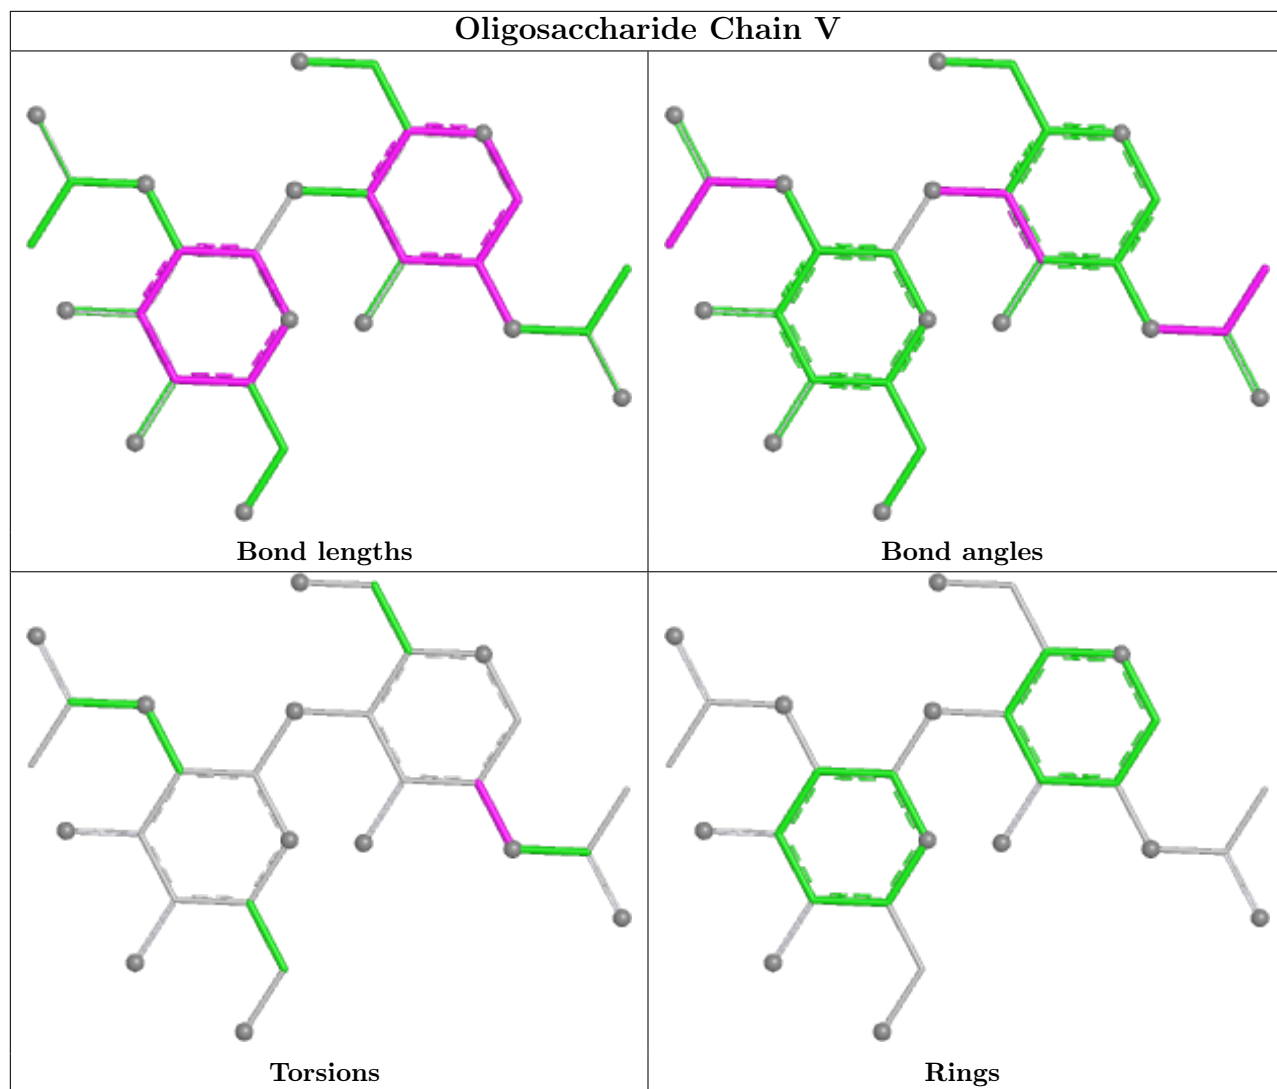 Oligosaccharide Chain V
Bond lengths
Bond angles
Torsions
Rings